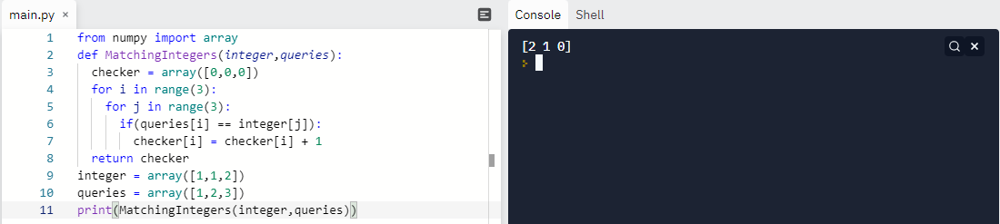 main.py ×
Console Shell
1 from numpy import array
2 def MatchingIntegers(integer,queries):
3   checker = array([0,0,0])
4   for i in range(3):
5     for j in range(3):
6       if(queries[i] == integer[j]):
7         checker[i] = checker[i] + 1
8   return checker
9 integer = array([1,1,2])
10 queries = array([1,2,3])
11 print(MatchingIntegers(integer,queries))
[2 1 0]